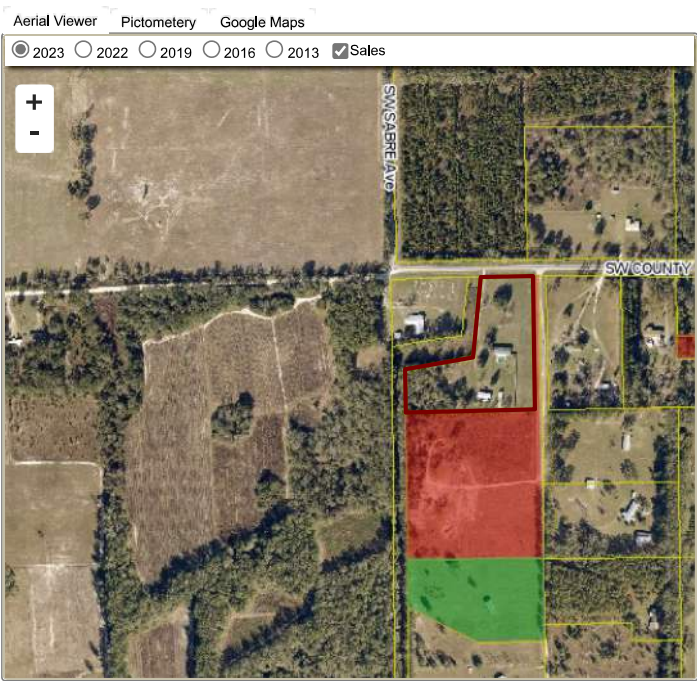 Aerial Viewer Pictometery Google Maps
2023 2022 2019 2016 2013 Sales
+
-
SW SABRE Ave
SW COUNTY